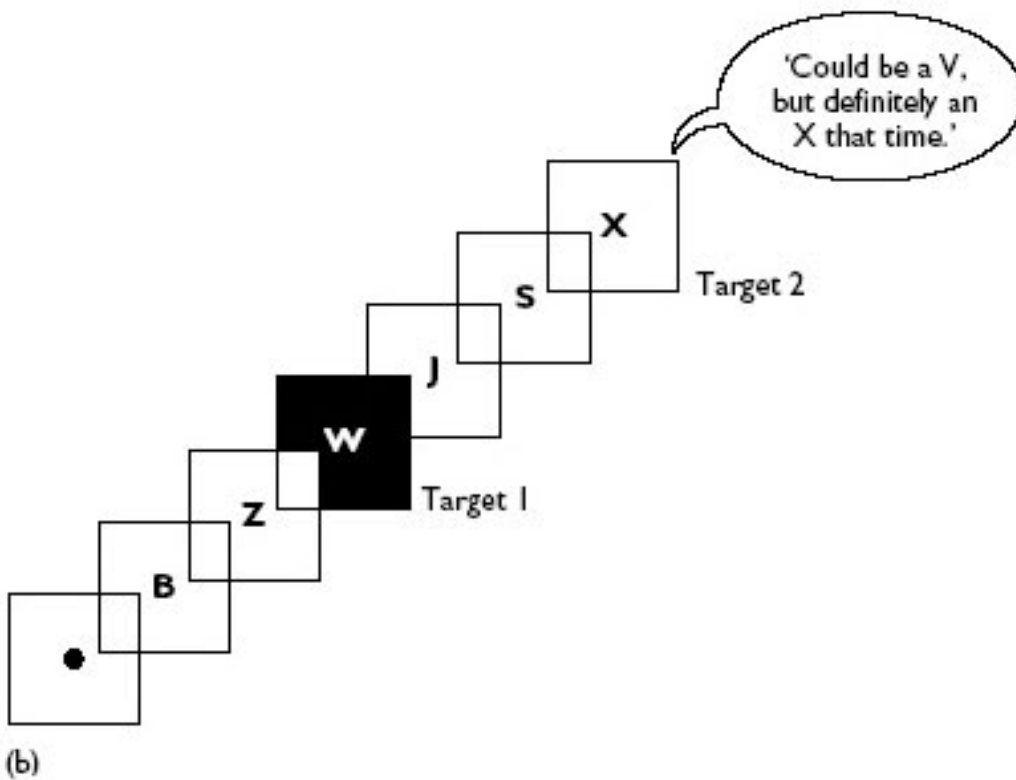 'Could be a V,
but definitely an
X that time.'
X
Target 2
S
J
W
Target 1
Z
B
(b)